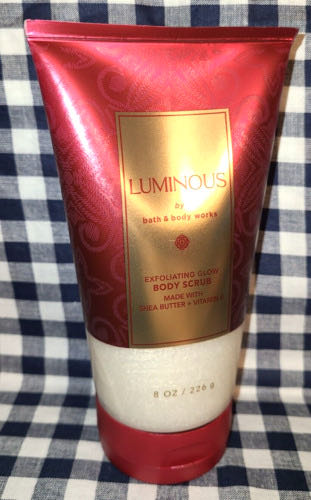 LUMINOUS
by
bath & body works
EXFOLIATING GLOW
BODY SCRUB
MADE WITH
SHEA BUTTER + VITAMIN E
8 OZ / 226 g